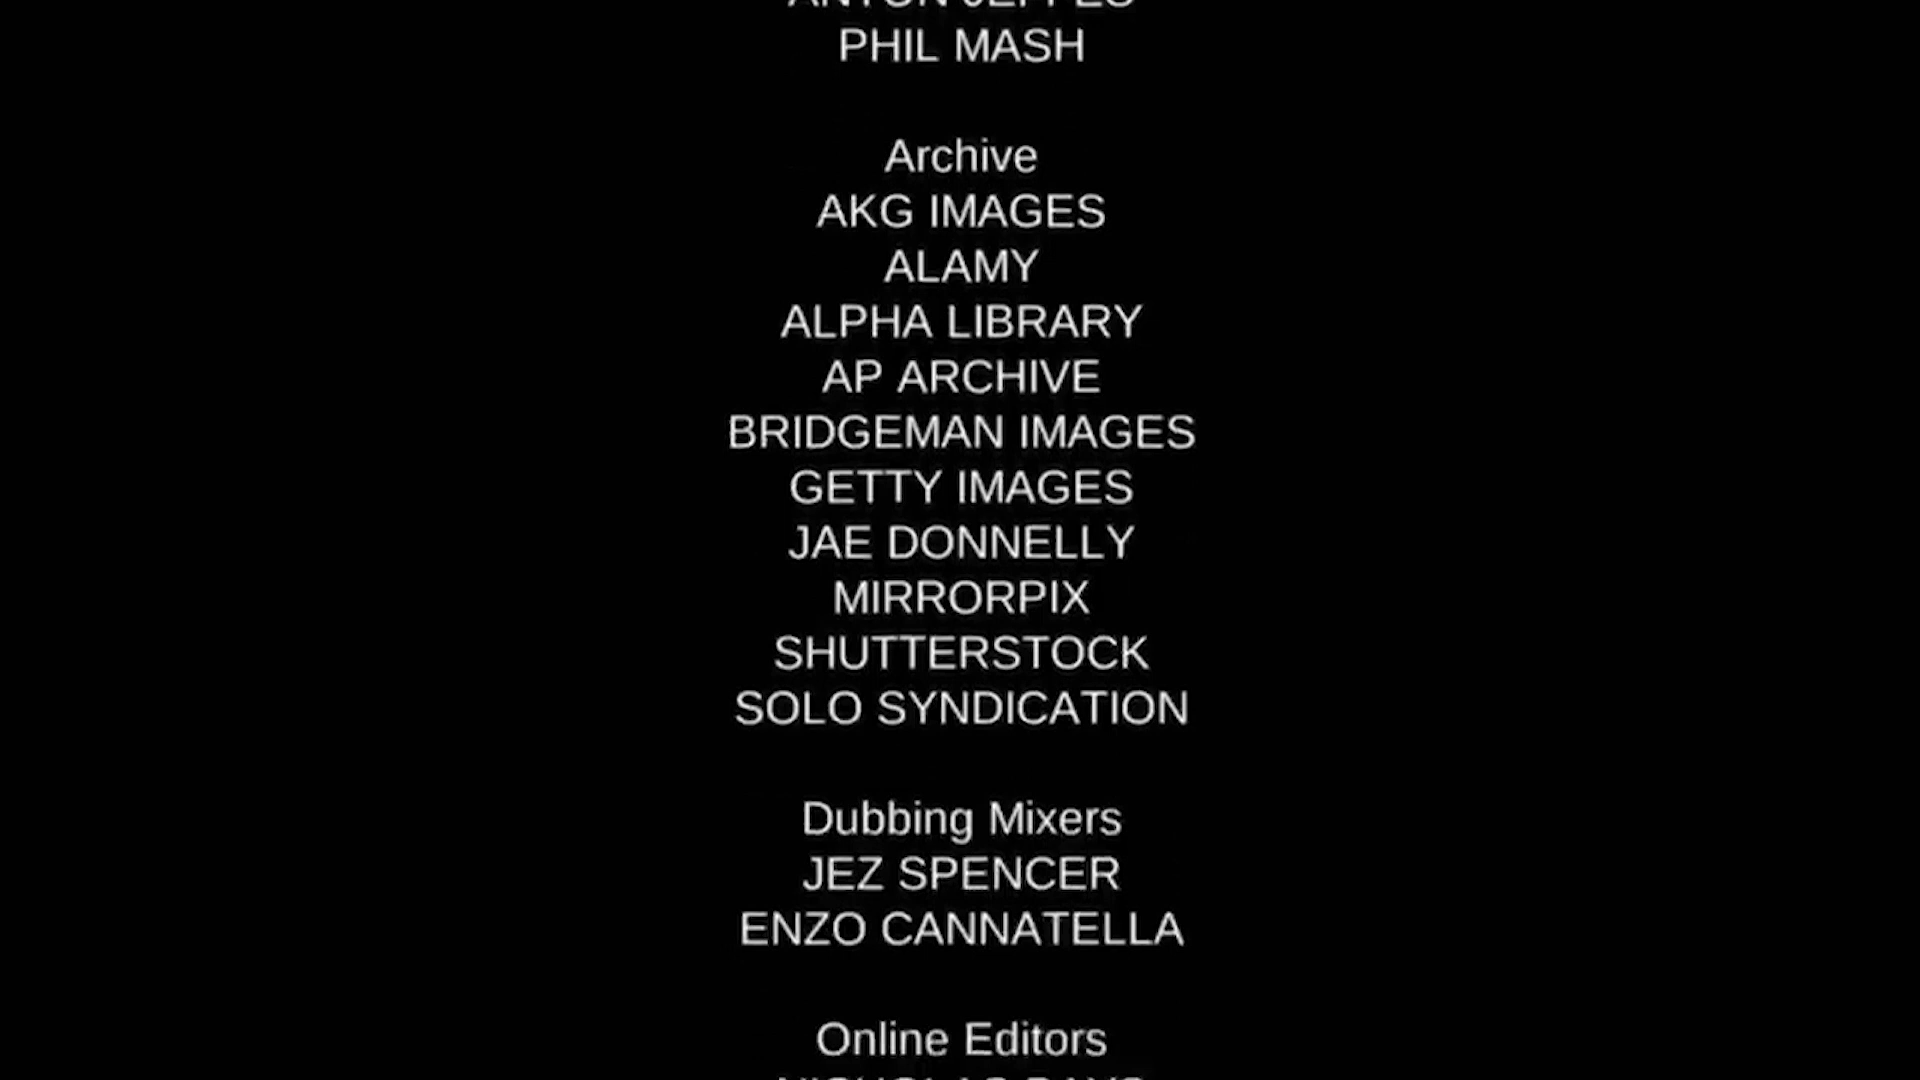 PHIL MASH
Archive
AKG IMAGES
ALAMY
ALPHA LIBRARY
AP ARCHIVE
BRIDGEMAN IMAGES
GETTY IMAGES
JAE DONNELLY
MIRRORPIX
SHUTTERSTOCK
SOLO SYNDICATION
Dubbing Mixers
JEZ SPENCER
ENZO CANNATELLA
Online Editors